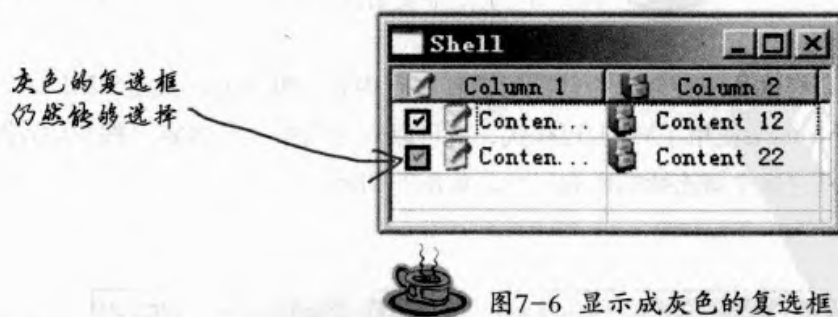 Shell
灰色的复选框
仍然能够选择
Column 1 Column 2
Conten... Content 12
Conten... Content 22
图7-6 显示成灰色的复选框